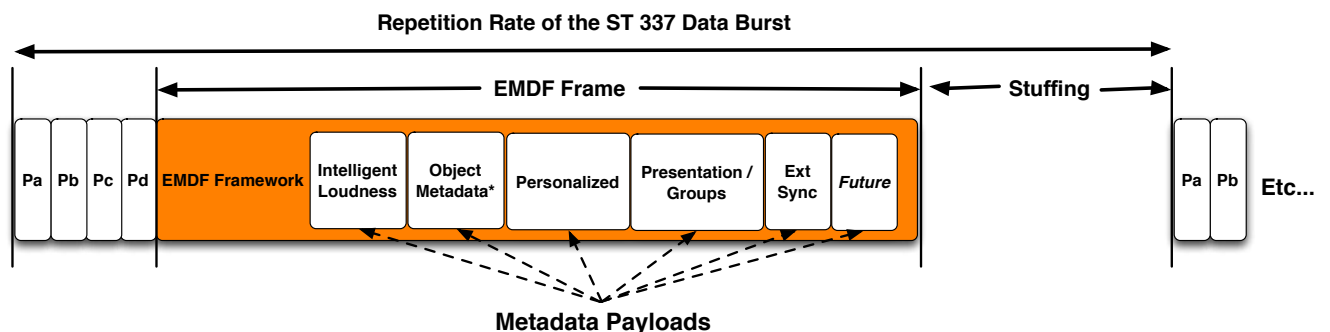 Repetition Rate of the ST 337 Data Burst
EMDF Frame
Stuffing
Pa
Pb
Pc
Pd
EMDF Framework
Intelligent
Loudness
Object
Metadata*
Personalized
Presentation /
Groups
Ext
Sync
Future
Pa
Pb
Etc...
Metadata Payloads